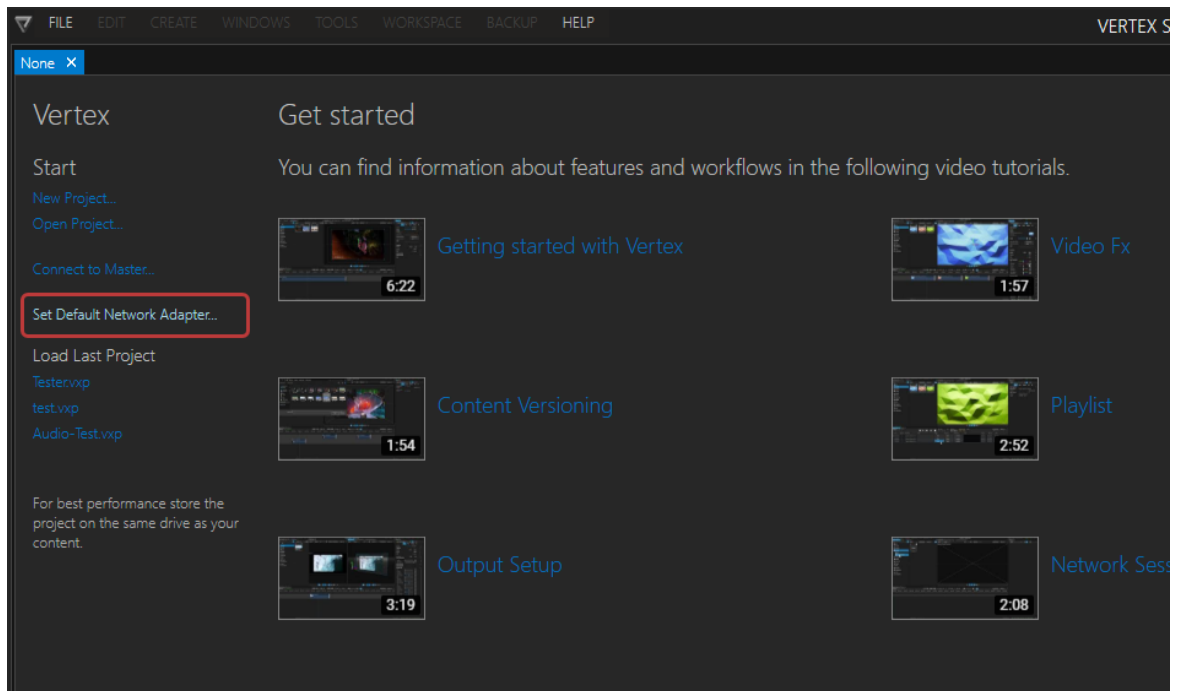 FILE EDIT CREATE WINDOWS TOOLS WORKSPACE BACKUP HELP
VERTEX S
None ×
Vertex
Start
New Project...
Open Project...
Connect to Master...
Set Default Network Adapter...
Load Last Project
Tester.vxp
test.vxp
Audio-Test.vxp
For best performance store the
project on the same drive as your
content.
Get started
You can find information about features and workflows in the following video tutorials.
6:22
Getting started with Vertex
1:57
Video Fx
1:54
Content Versioning
2:52
Playlist
3:19
Output Setup
2:08
Network Sess